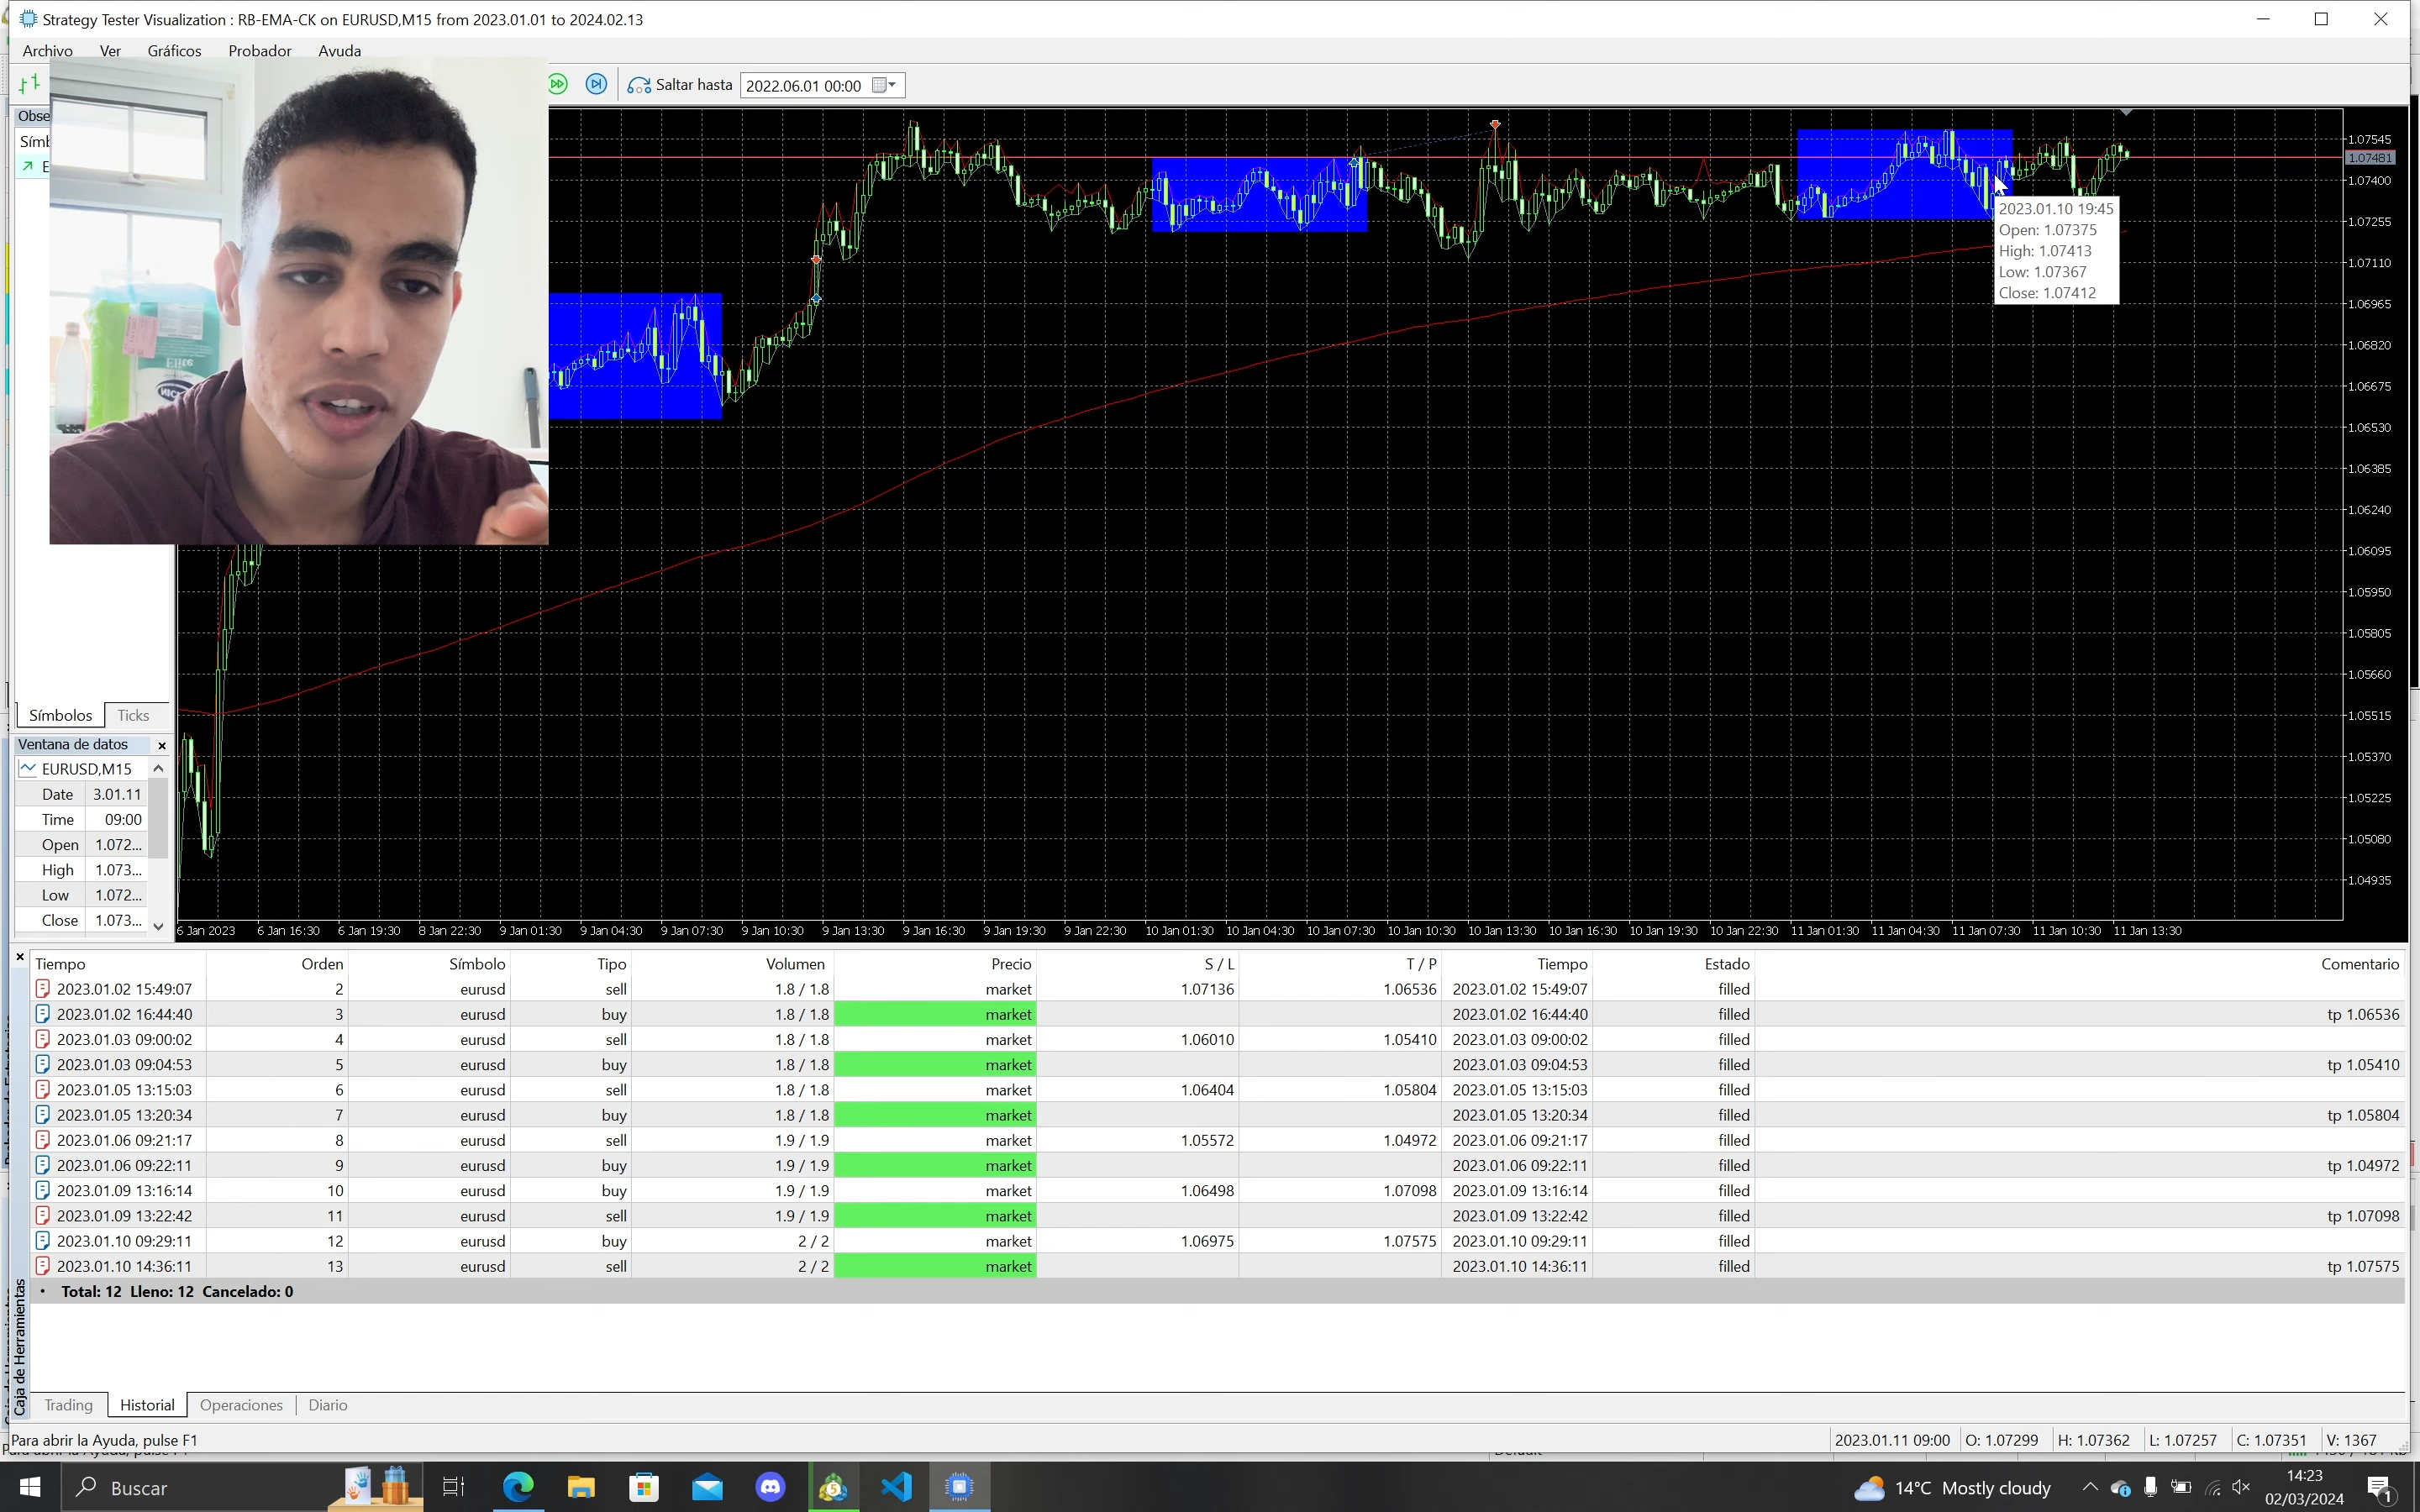 Strategy Tester Visualization : RB-EMA-CK on EURUSD,M15 from 2023.01.01 to 2024.02.13
Archivo Ver Gráficos Probador Ayuda
Saltar hasta 2022.06.01 00:00
1.07545
1.07481
1.07400
1.07255
1.07110
1.06965
1.06820
1.06675
1.06530
1.06385
1.06240
1.06095
1.05950
1.05805
1.05660
1.05515
1.05370
1.05225
1.05080
1.04935
2023.01.10 19:45
Open: 1.07375
High: 1.07413
Low: 1.07367
Close: 1.07412
Elite
Símbolos Ticks
Ventana de datos
EURUSD,M15
Date 3.01.11
Time 09:00
Open 1.072...
High 1.073...
Low 1.072...
Close 1.073...
6 Jan 2023 6 Jan 16:30 6 Jan 19:30 8 Jan 22:30 9 Jan 01:30 9 Jan 04:30 9 Jan 07:30 9 Jan 10:30 9 Jan 13:30 9 Jan 16:30 9 Jan 19:30 9 Jan 22:30 10 Jan 01:30 10 Jan 04:30 10 Jan 07:30 10 Jan 10:30 10 Jan 13:30 10 Jan 16:30 10 Jan 19:30 10 Jan 22:30 11 Jan 01:30 11 Jan 04:30 11 Jan 07:30 11 Jan 10:30 11 Jan 13:30
Tiempo Orden Símbolo Tipo Volumen Precio S / L T / P Tiempo Estado Comentario
2023.01.02 15:49:07 2 eurusd sell 1.8 / 1.8 market 1.07136 1.06536 2023.01.02 15:49:07 filled
2023.01.02 16:44:40 3 eurusd buy 1.8 / 1.8 market 2023.01.02 16:44:40 filled tp 1.06536
2023.01.03 09:00:02 4 eurusd sell 1.8 / 1.8 market 1.06010 1.05410 2023.01.03 09:00:02 filled
2023.01.03 09:04:53 5 eurusd buy 1.8 / 1.8 market 2023.01.03 09:04:53 filled tp 1.05410
2023.01.05 13:15:03 6 eurusd sell 1.8 / 1.8 market 1.06404 1.05804 2023.01.05 13:15:03 filled
2023.01.05 13:20:34 7 eurusd buy 1.8 / 1.8 market 2023.01.05 13:20:34 filled tp 1.05804
2023.01.06 09:21:17 8 eurusd sell 1.9 / 1.9 market 1.05572 1.04972 2023.01.06 09:21:17 filled
2023.01.06 09:22:11 9 eurusd buy 1.9 / 1.9 market 2023.01.06 09:22:11 filled tp 1.04972
2023.01.09 13:16:14 10 eurusd buy 1.9 / 1.9 market 1.06498 1.07098 2023.01.09 13:16:14 filled
2023.01.09 13:22:42 11 eurusd sell 1.9 / 1.9 market 2023.01.09 13:22:42 filled tp 1.07098
2023.01.10 09:29:11 12 eurusd buy 2 / 2 market 1.06975 1.07575 2023.01.10 09:29:11 filled
2023.01.10 14:36:11 13 eurusd sell 2 / 2 market 2023.01.10 14:36:11 filled tp 1.07575
Total: 12 Lleno: 12 Cancelado: 0
Caja de Herramientas
Trading Historial Operaciones Diario
Para abrir la Ayuda, pulse F1
2023.01.11 09:00 O: 1.07299 H: 1.07362 L: 1.07257 C: 1.07351 V: 1367
Buscar
14°C Mostly cloudy
14:23
02/03/2024
1